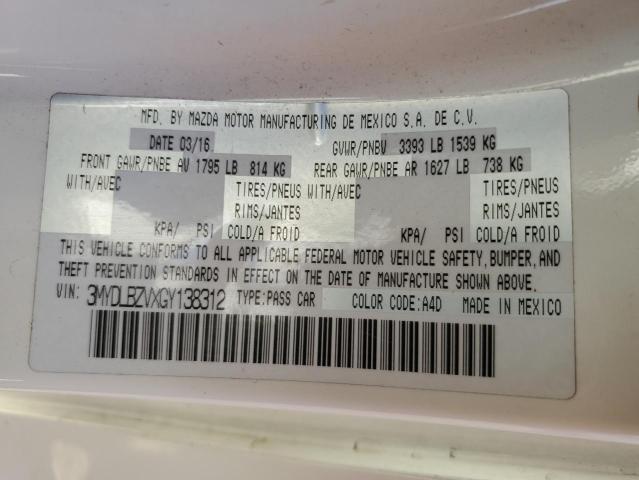 MFD. BY MAZDA MOTOR MANUFACTURING DE MEXICO S.A. DE C.V.
DATE 03/16 GVWR/PNBV 3393 LB 1539 KG
FRONT GAWR/PNBE AV 1795 LB 814 KG REAR GAWR/PNBE AR 1627 LB 738 KG
WITH/AVEC TIRES/PNEUS WITH/AVEC TIRES/PNEUS
RIMS/JANTES RIMS/JANTES
KPA/ PSI COLD/A FROID KPA/ PSI COLD/A FROID
THIS VEHICLE CONFORMS TO ALL APPLICABLE FEDERAL MOTOR VEHICLE SAFETY, BUMPER, AND
THEFT PREVENTION STANDARDS IN EFFECT ON THE DATE OF MANUFACTURE SHOWN ABOVE.
VIN: 3MYDLBZVXGY138312 TYPE:PASS CAR COLOR CODE:A4D MADE IN MEXICO